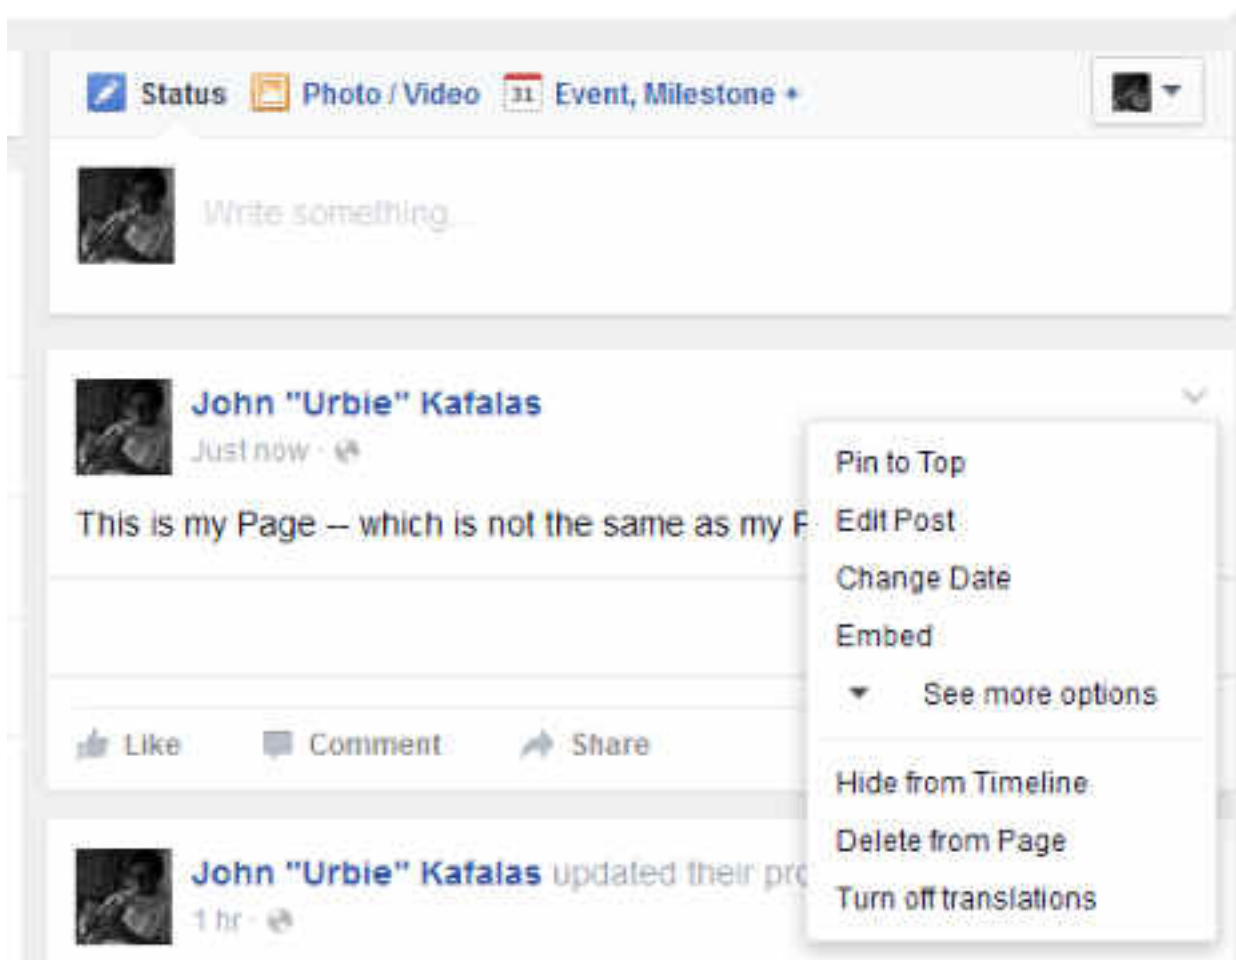 Status Photo / Video 31 Event, Milestone +
Write something...
John "Urbie" Kafalas
Just now ·
This is my Page -- which is not the same as my
Pin to Top
Edit Post
Change Date
Embed
See more options
Hide from Timeline
Delete from Page
Turn off translations
Like Comment Share
John "Urbie" Kafalas updated their
1 hr ·